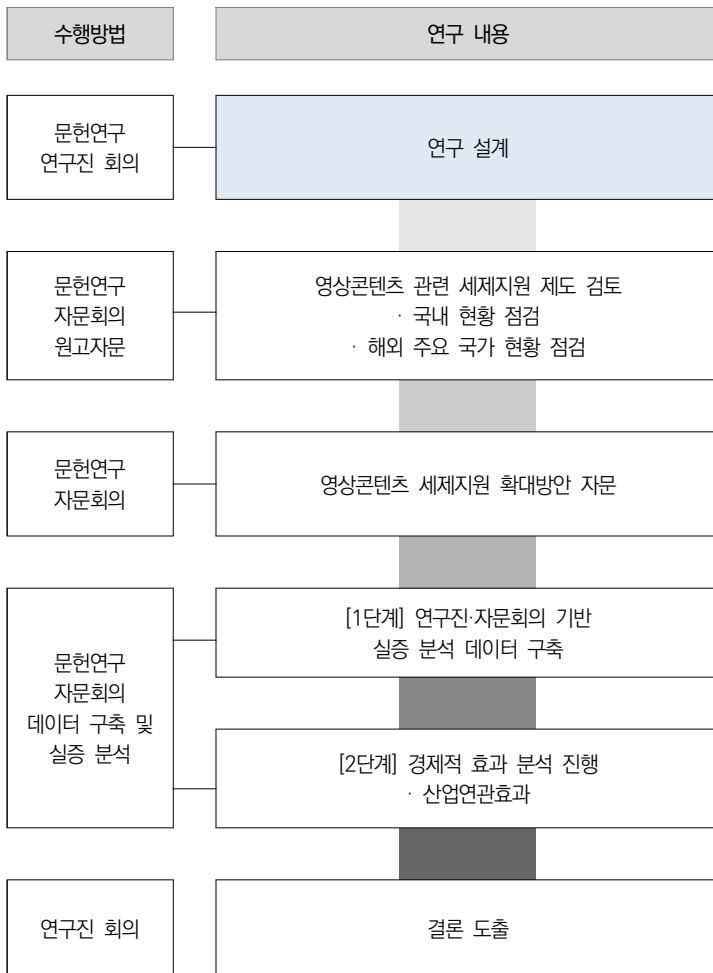 수행방법
연구 내용
문헌연구
연구진 회의
연구 설계
문헌연구
자문회의
원고자문
영상콘텐츠 관련 세제지원 제도 검토
· 국내 현황 점검
· 해외 주요 국가 현황 점검
문헌연구
자문회의
영상콘텐츠 세제지원 확대방안 자문
문헌연구
자문회의
데이터 구축 및
실증 분석
[1단계] 연구진·자문회의 기반
실증 분석 데이터 구축
[2단계] 경제적 효과 분석 진행
· 산업연관효과
연구진 회의
결론 도출